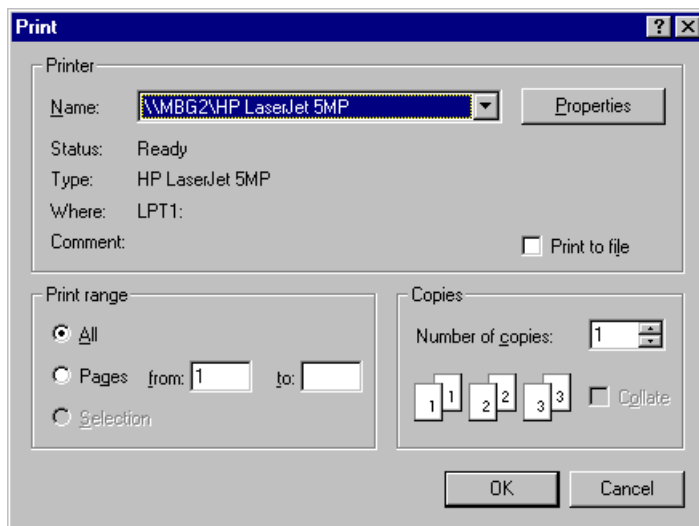 Print
Printer
Name: \\MBG2\HP LaserJet 5MP Properties
Status: Ready
Type: HP LaserJet 5MP
Where: LPT1:
Comment: Print to file
Print range
All
Pages from: 1 to:
Selection
Copies
Number of copies: 1
1 1 2 2 3 3 Collate
OK Cancel